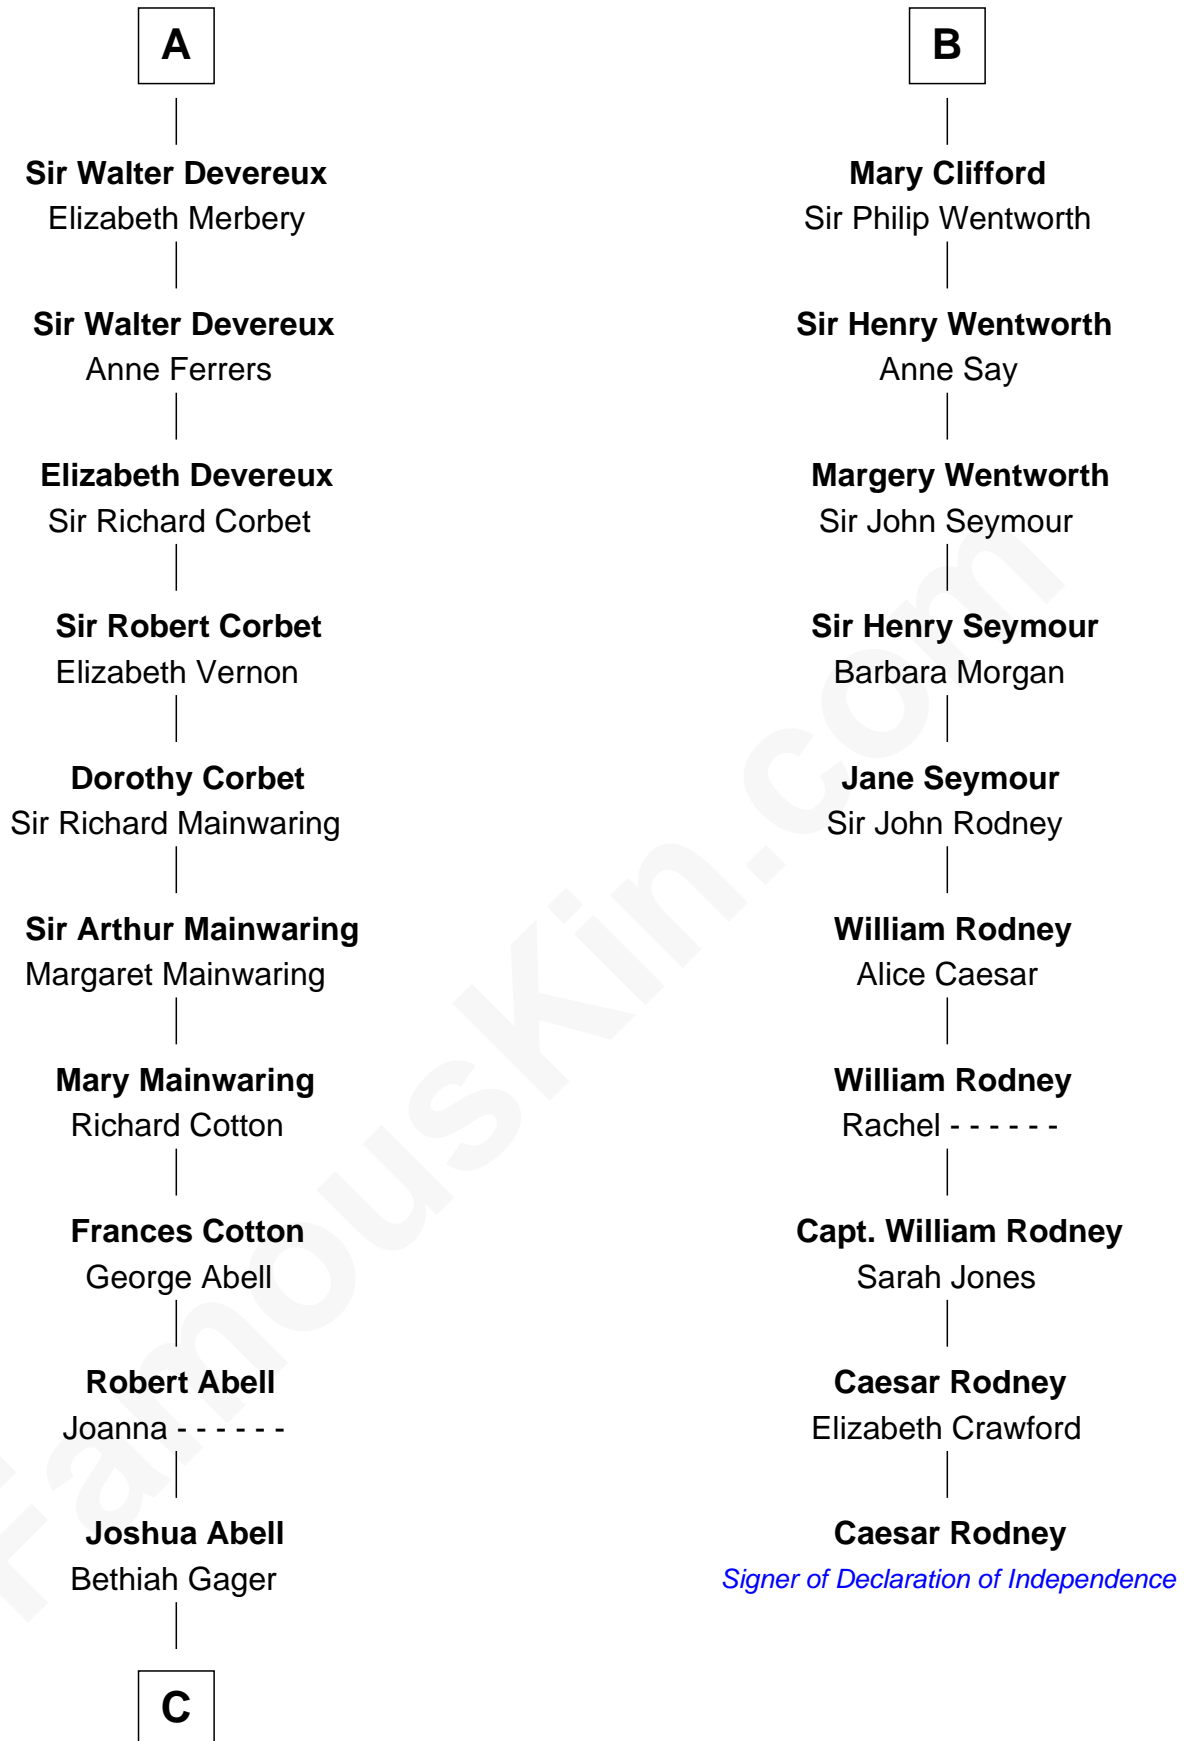 A
Sir Walter Devereux
Elizabeth Merbery
Sir Walter Devereux
Anne Ferrers
Elizabeth Devereux
Sir Richard Corbet
Sir Robert Corbet
Elizabeth Vernon
Dorothy Corbet
Sir Richard Mainwaring
Sir Arthur Mainwaring
Margaret Mainwaring
Mary Mainwaring
Richard Cotton
Frances Cotton
George Abell
Robert Abell
Joanna - - - - - -
Joshua Abell
Bethiah Gager
C
B
Mary Clifford
Sir Philip Wentworth
Sir Henry Wentworth
Anne Say
Margery Wentworth
Sir John Seymour
Sir Henry Seymour
Barbara Morgan
Jane Seymour
Sir John Rodney
William Rodney
Alice Caesar
William Rodney
Rachel - - - - - -
Capt. William Rodney
Sarah Jones
Caesar Rodney
Elizabeth Crawford
Caesar Rodney
Signer of Declaration of Independence
FamousKin.com